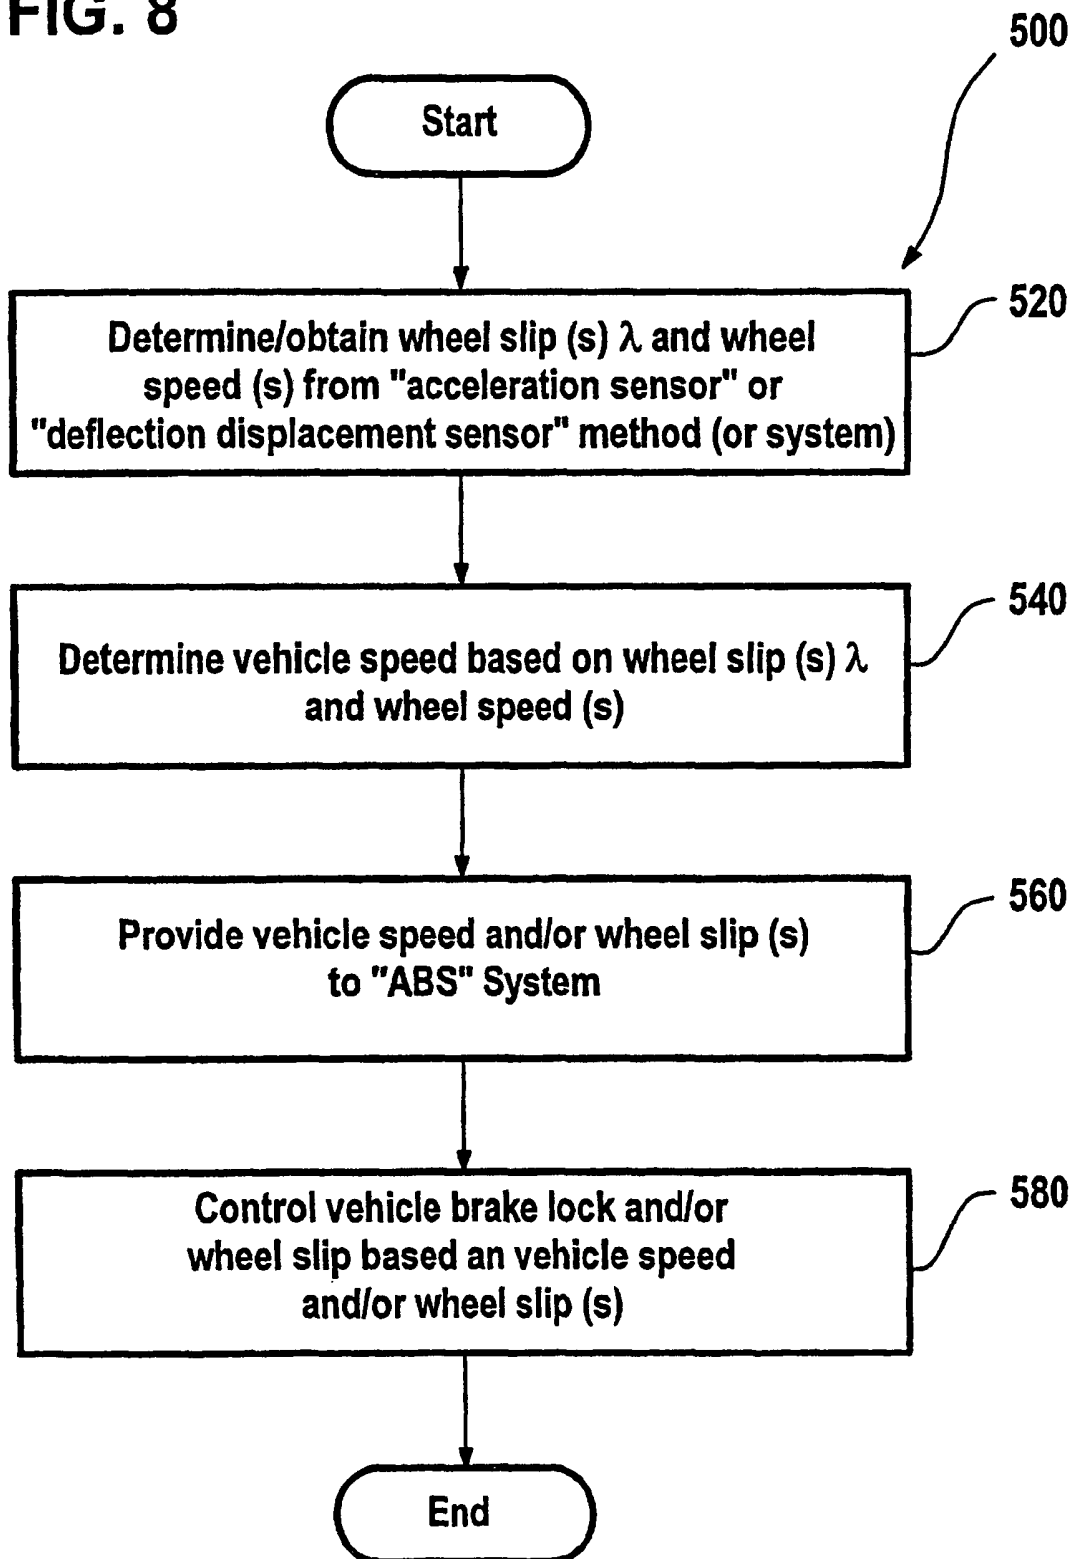 FIG. 8
500
Start
520
Determine/obtain wheel slip (s) λ and wheel
speed (s) from "acceleration sensor" or
"deflection displacement sensor" method (or system)
540
Determine vehicle speed based on wheel slip (s) λ
and wheel speed (s)
560
Provide vehicle speed and/or wheel slip (s)
to "ABS" System
580
Control vehicle brake lock and/or
wheel slip based an vehicle speed
and/or wheel slip (s)
End